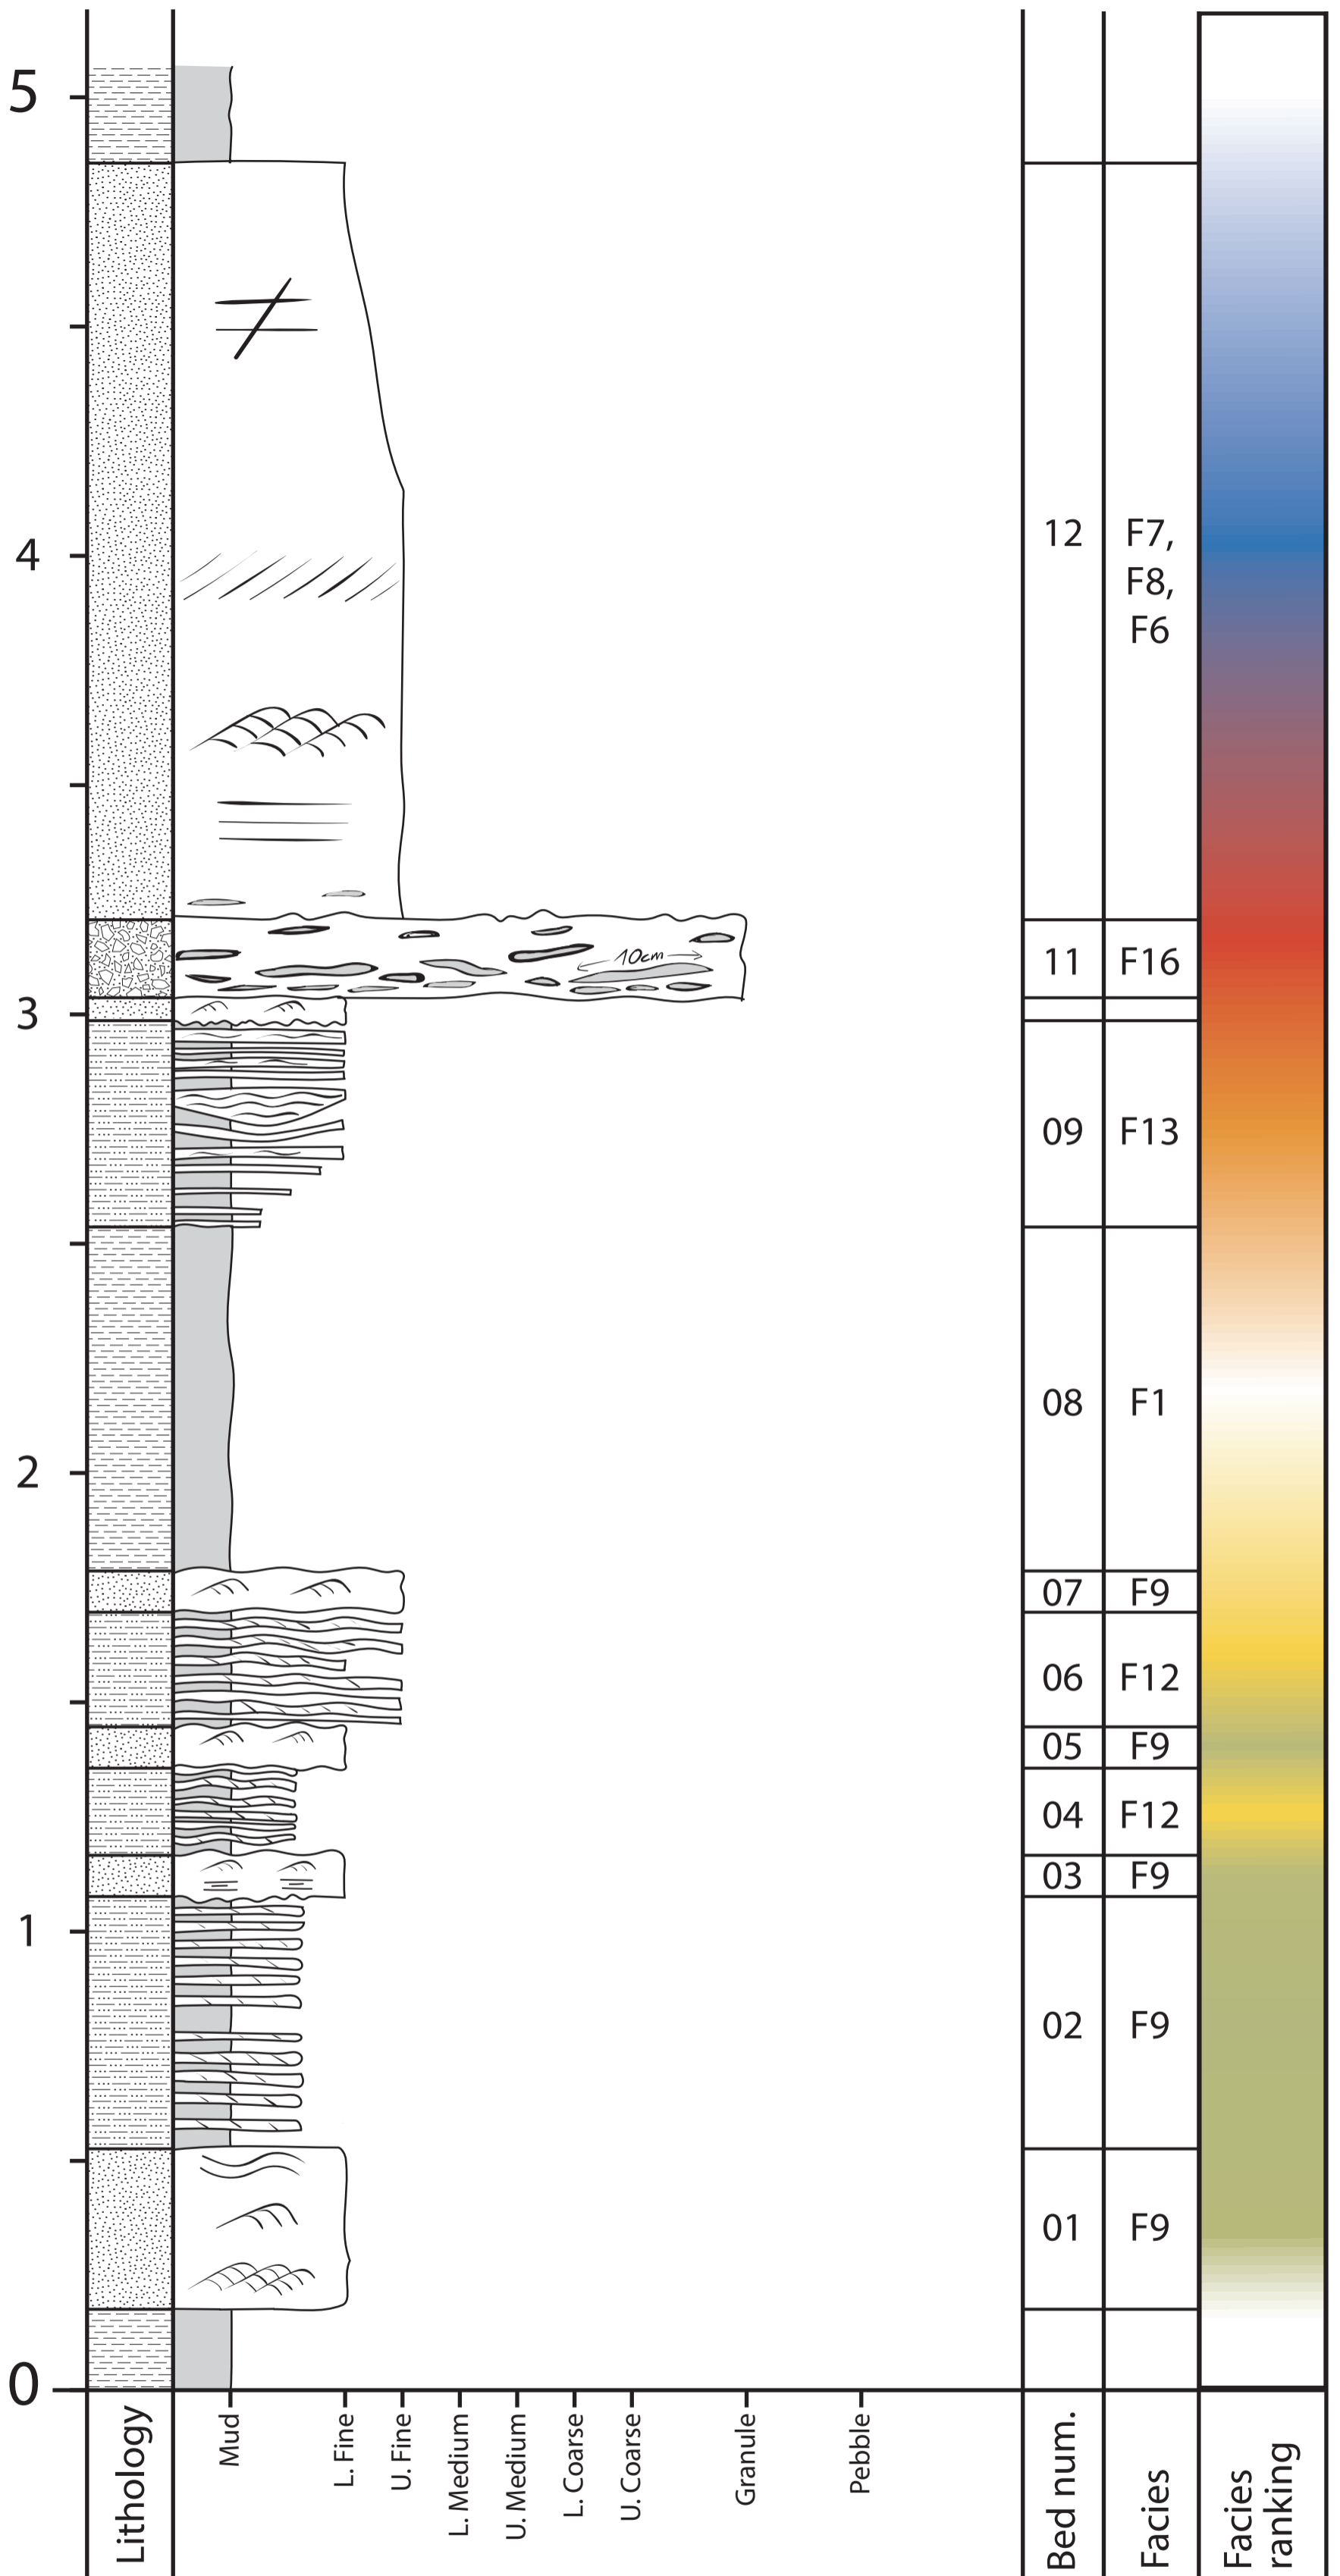 5
4
12
F7,
F8,
F6
10cm
11
F16
3
09
F13
08
F1
2
07
F9
06
F12
05
F9
04
F12
03
F9
1
02
F9
01
F9
0
Lithology
Mud
L. Fine
U. Fine
L. Medium
U. Medium
L. Coarse
U. Coarse
Granule
Pebble
Bed num.
Facies
Facies
ranking